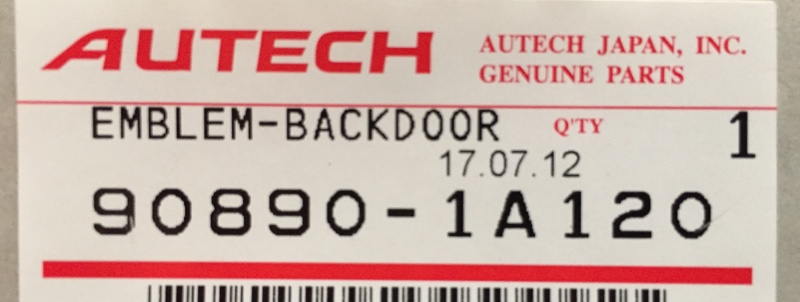 AUTECH
AUTECH JAPAN, INC.
GENUINE PARTS
EMBLEM-BACKDOOR
Q'TY
1
17.07.12
90890-1A120